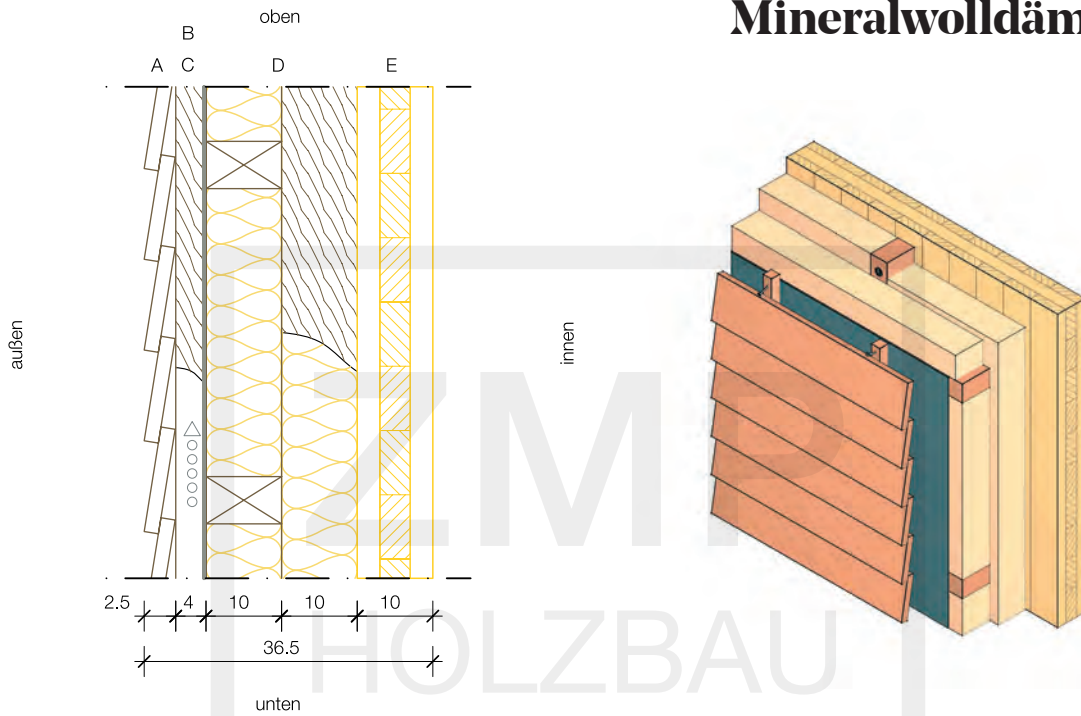 Mineralwolldäm
oben
B
A C D E
außen
innen
2.5 4 10 10 10
36.5
unten
ZMP
HOLZBAU